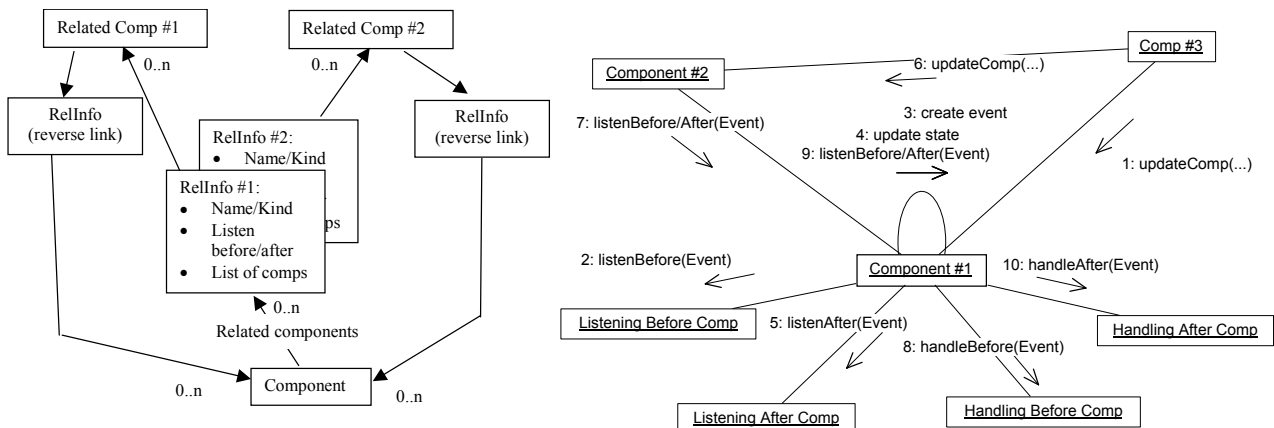 Related Comp #1
Related Comp #2
0..n
0..n
RelInfo
(reverse link)
RelInfo
(reverse link)
RelInfo #2:
• Name/Kind
ps
RelInfo #1:
• Name/Kind
• Listen
before/after
• List of comps
0..n
Related components
Component
0..n
0..n
Comp #3
Component #2
6: updateComp(...)
3: create event
7: listenBefore/After(Event)
4: update state
9: listenBefore/After(Event)
1: updateComp(...)
2: listenBefore(Event)
Component #1
10: handleAfter(Event)
Listening Before Comp
5: listenAfter(Event)
Handling After Comp
8: handleBefore(Event)
Listening After Comp
Handling Before Comp